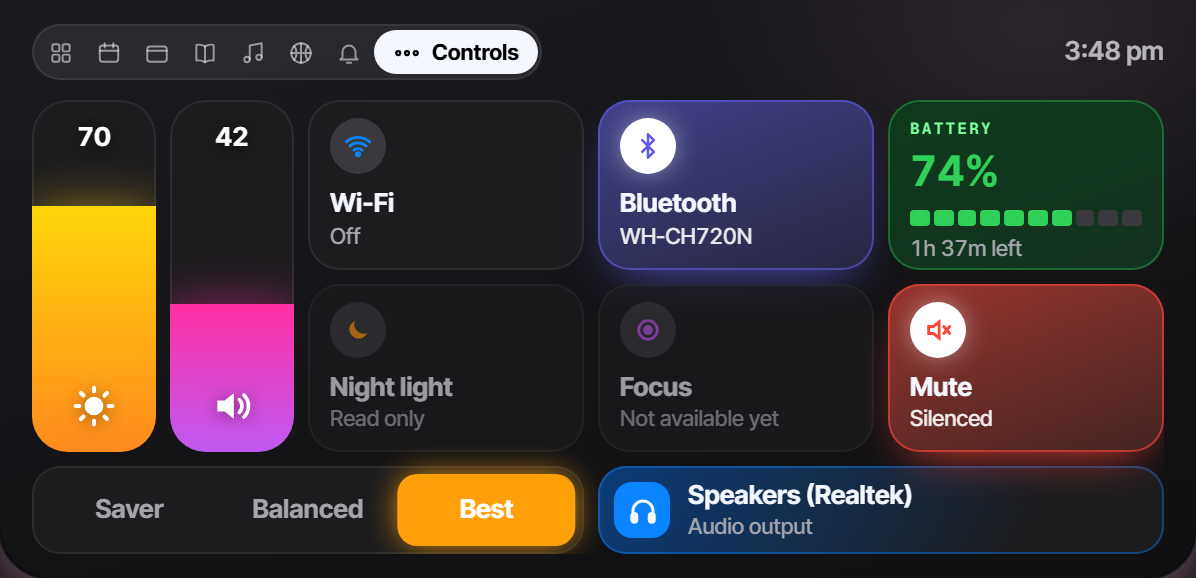 Controls
3:48 pm
70
42
Wi-Fi
Off
Bluetooth
WH-CH720N
BATTERY
74%
1h 37m left
Night light
Read only
Focus
Not available yet
Mute
Silenced
Saver
Balanced
Best
Speakers (Realtek)
Audio output